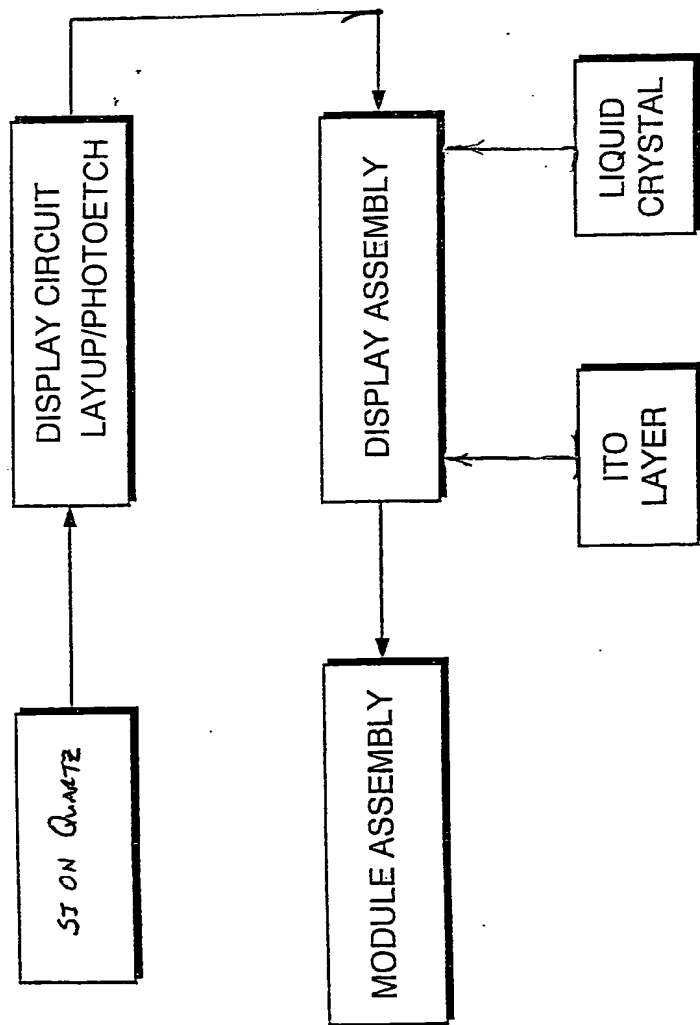 SI ON QUARTZ
DISPLAY CIRCUIT
LAYUP/PHOTOETCH
MODULE ASSEMBLY
DISPLAY ASSEMBLY
ITO
LAYER
LIQUID
CRYSTAL